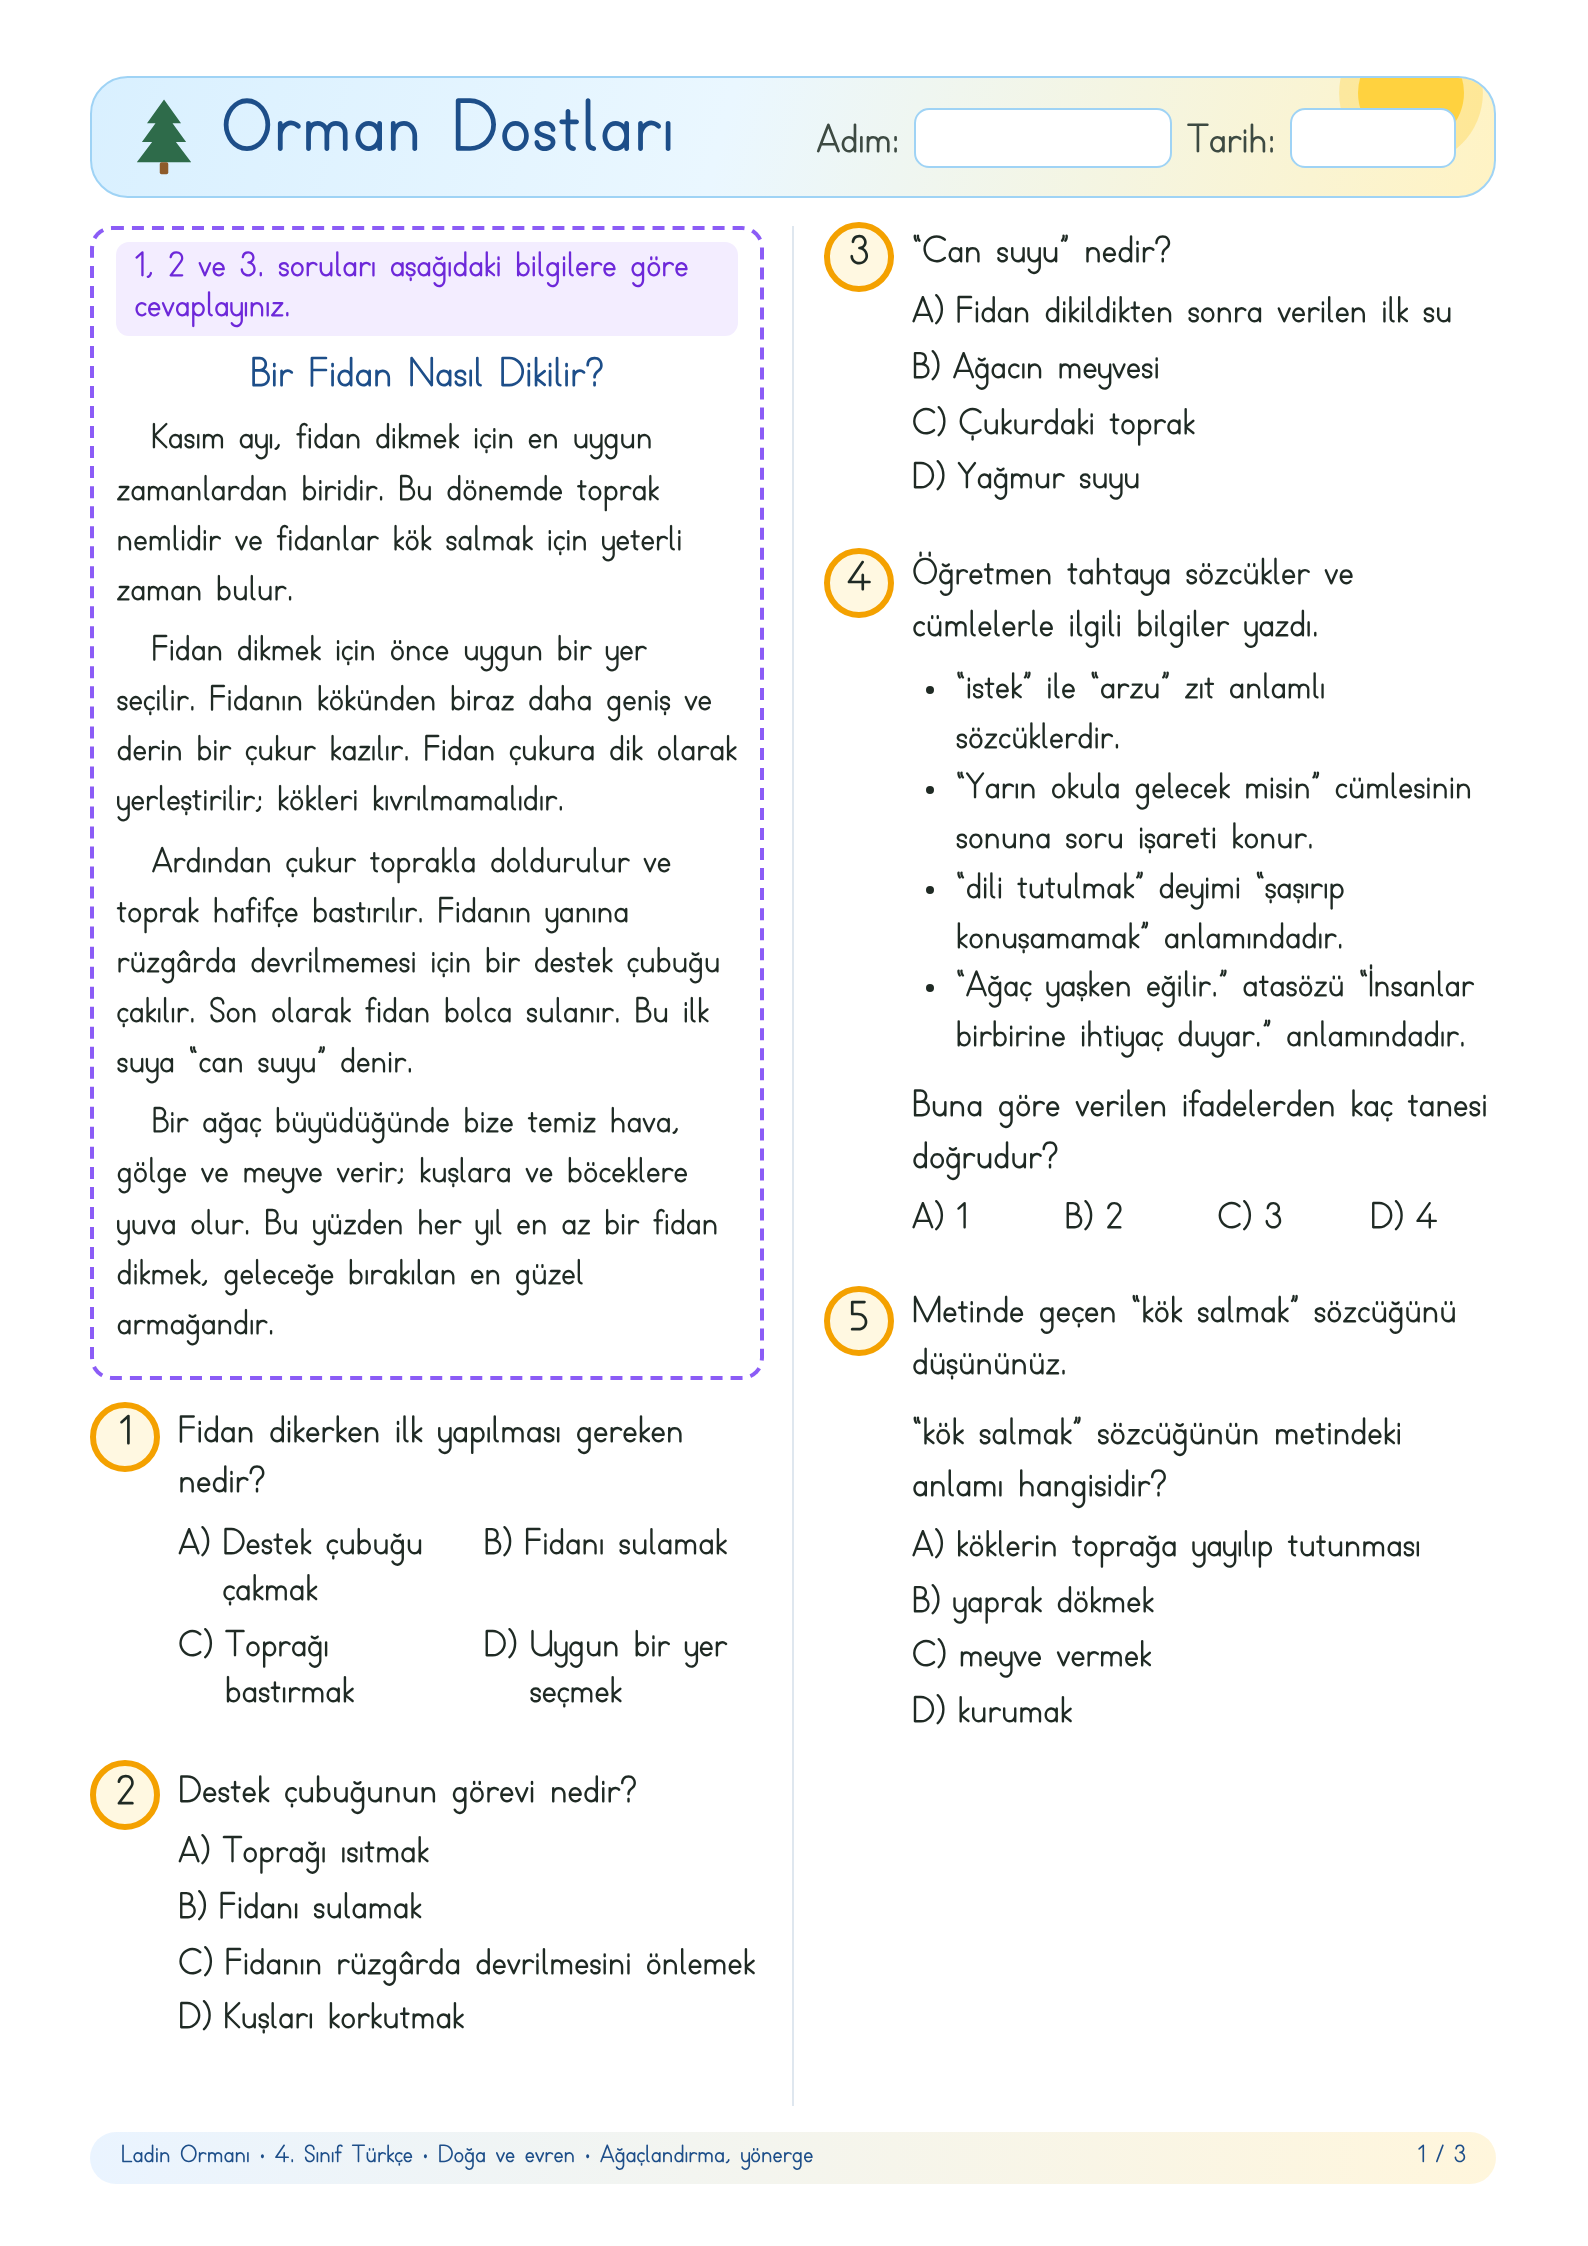 Orman Dostları
Adım:
Tarih:
1, 2 ve 3. soruları aşağıdaki bilgilere göre
cevaplayınız.
Bir Fidan Nasıl Dikilir?
Kasım ayı, fidan dikmek için en uygun
zamanlardan biridir. Bu dönemde toprak
nemlidir ve fidanlar kök salmak için yeterli
zaman bulur.
Fidan dikmek için önce uygun bir yer
seçilir. Fidanın kökünden biraz daha geniş ve
derin bir çukur kazılır. Fidan çukura dik olarak
yerleştirilir; kökleri kıvrılmamalıdır.
Ardından çukur toprakla doldurulur ve
toprak hafifçe bastırılır. Fidanın yanına
rüzgârda devrilmemesi için bir destek çubuğu
çakılır. Son olarak fidan bolca sulanır. Bu ilk
suya “can suyu” denir.
Bir ağaç büyüdüğünde bize temiz hava,
gölge ve meyve verir; kuşlara ve böceklere
yuva olur. Bu yüzden her yıl en az bir fidan
dikmek, geleceğe bırakılan en güzel
armağandır.
1
Fidan dikerken ilk yapılması gereken
nedir?
A) Destek çubuğu
çakmak
B) Fidanı sulamak
C) Toprağı
bastırmak
D) Uygun bir yer
seçmek
2
Destek çubuğunun görevi nedir?
A) Toprağı ısıtmak
B) Fidanı sulamak
C) Fidanın rüzgârda devrilmesini önlemek
D) Kuşları korkutmak
3
“Can suyu” nedir?
A) Fidan dikildikten sonra verilen ilk su
B) Ağacın meyvesi
C) Çukurdaki toprak
D) Yağmur suyu
4
Öğretmen tahtaya sözcükler ve
cümlelerle ilgili bilgiler yazdı.
• “istek” ile “arzu” zıt anlamlı
sözcüklerdir.
• “Yarın okula gelecek misin” cümlesinin
sonuna soru işareti konur.
• “dili tutulmak” deyimi “şaşırıp
konuşamamak” anlamındadır.
• “Ağaç yaşken eğilir.” atasözü “İnsanlar
birbirine ihtiyaç duyar.” anlamındadır.
Buna göre verilen ifadelerden kaç tanesi
doğrudur?
A) 1 B) 2 C) 3 D) 4
5
Metinde geçen “kök salmak” sözcüğünü
düşününüz.
“kök salmak” sözcüğünün metindeki
anlamı hangisidir?
A) köklerin toprağa yayılıp tutunması
B) yaprak dökmek
C) meyve vermek
D) kurumak
Ladin Ormanı • 4. Sınıf Türkçe • Doğa ve evren • Ağaçlandırma, yönerge
1 / 3